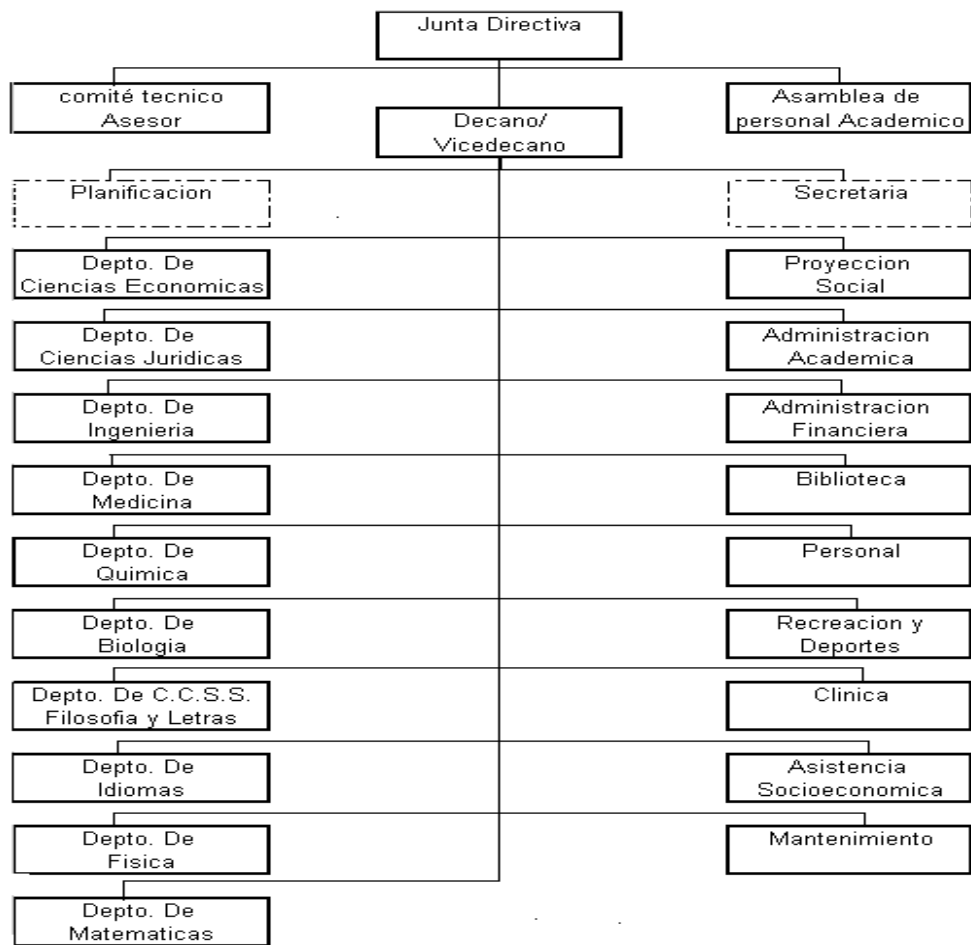 Junta Directiva
comité tecnico
Asesor
Decano/
Vicedecano
Asamblea de
personal Academico
Planificacion
Secretaria
Depto. De
Ciencias Economicas
Proyeccion
Social
Depto. De
Ciencias Juridicas
Administracion
Academica
Depto. De
Ingenieria
Administracion
Financiera
Depto. De
Medicina
Biblioteca
Depto. De
Quimica
Personal
Depto. De
Biologia
Recreacion y
Deportes
Depto. De C.C.S.S.
Filosofia y Letras
Clinica
Depto. De
Idiomas
Asistencia
Socioeconomica
Depto. De
Fisica
Mantenimiento
Depto. De
Matematicas